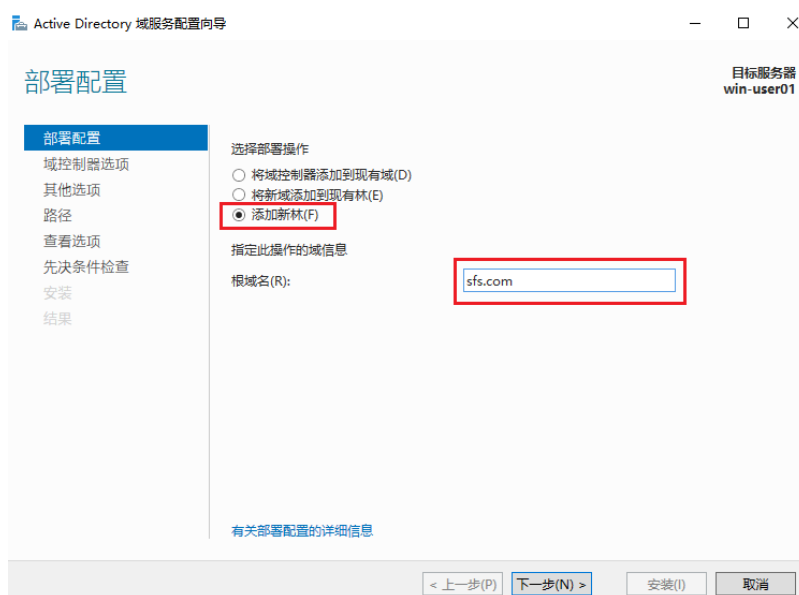 Active Directory 域服务配置向导
部署配置
目标服务器
win-user01
部署配置
域控制器选项
其他选项
路径
查看选项
先决条件检查
安装
结果
选择部署操作
将域控制器添加到现有域(D)
将新域添加到现有林(E)
添加新林(F)
指定此操作的域信息
根域名(R):
sfs.com
有关部署配置的详细信息
< 上一步(P)
下一步(N) >
安装(I)
取消